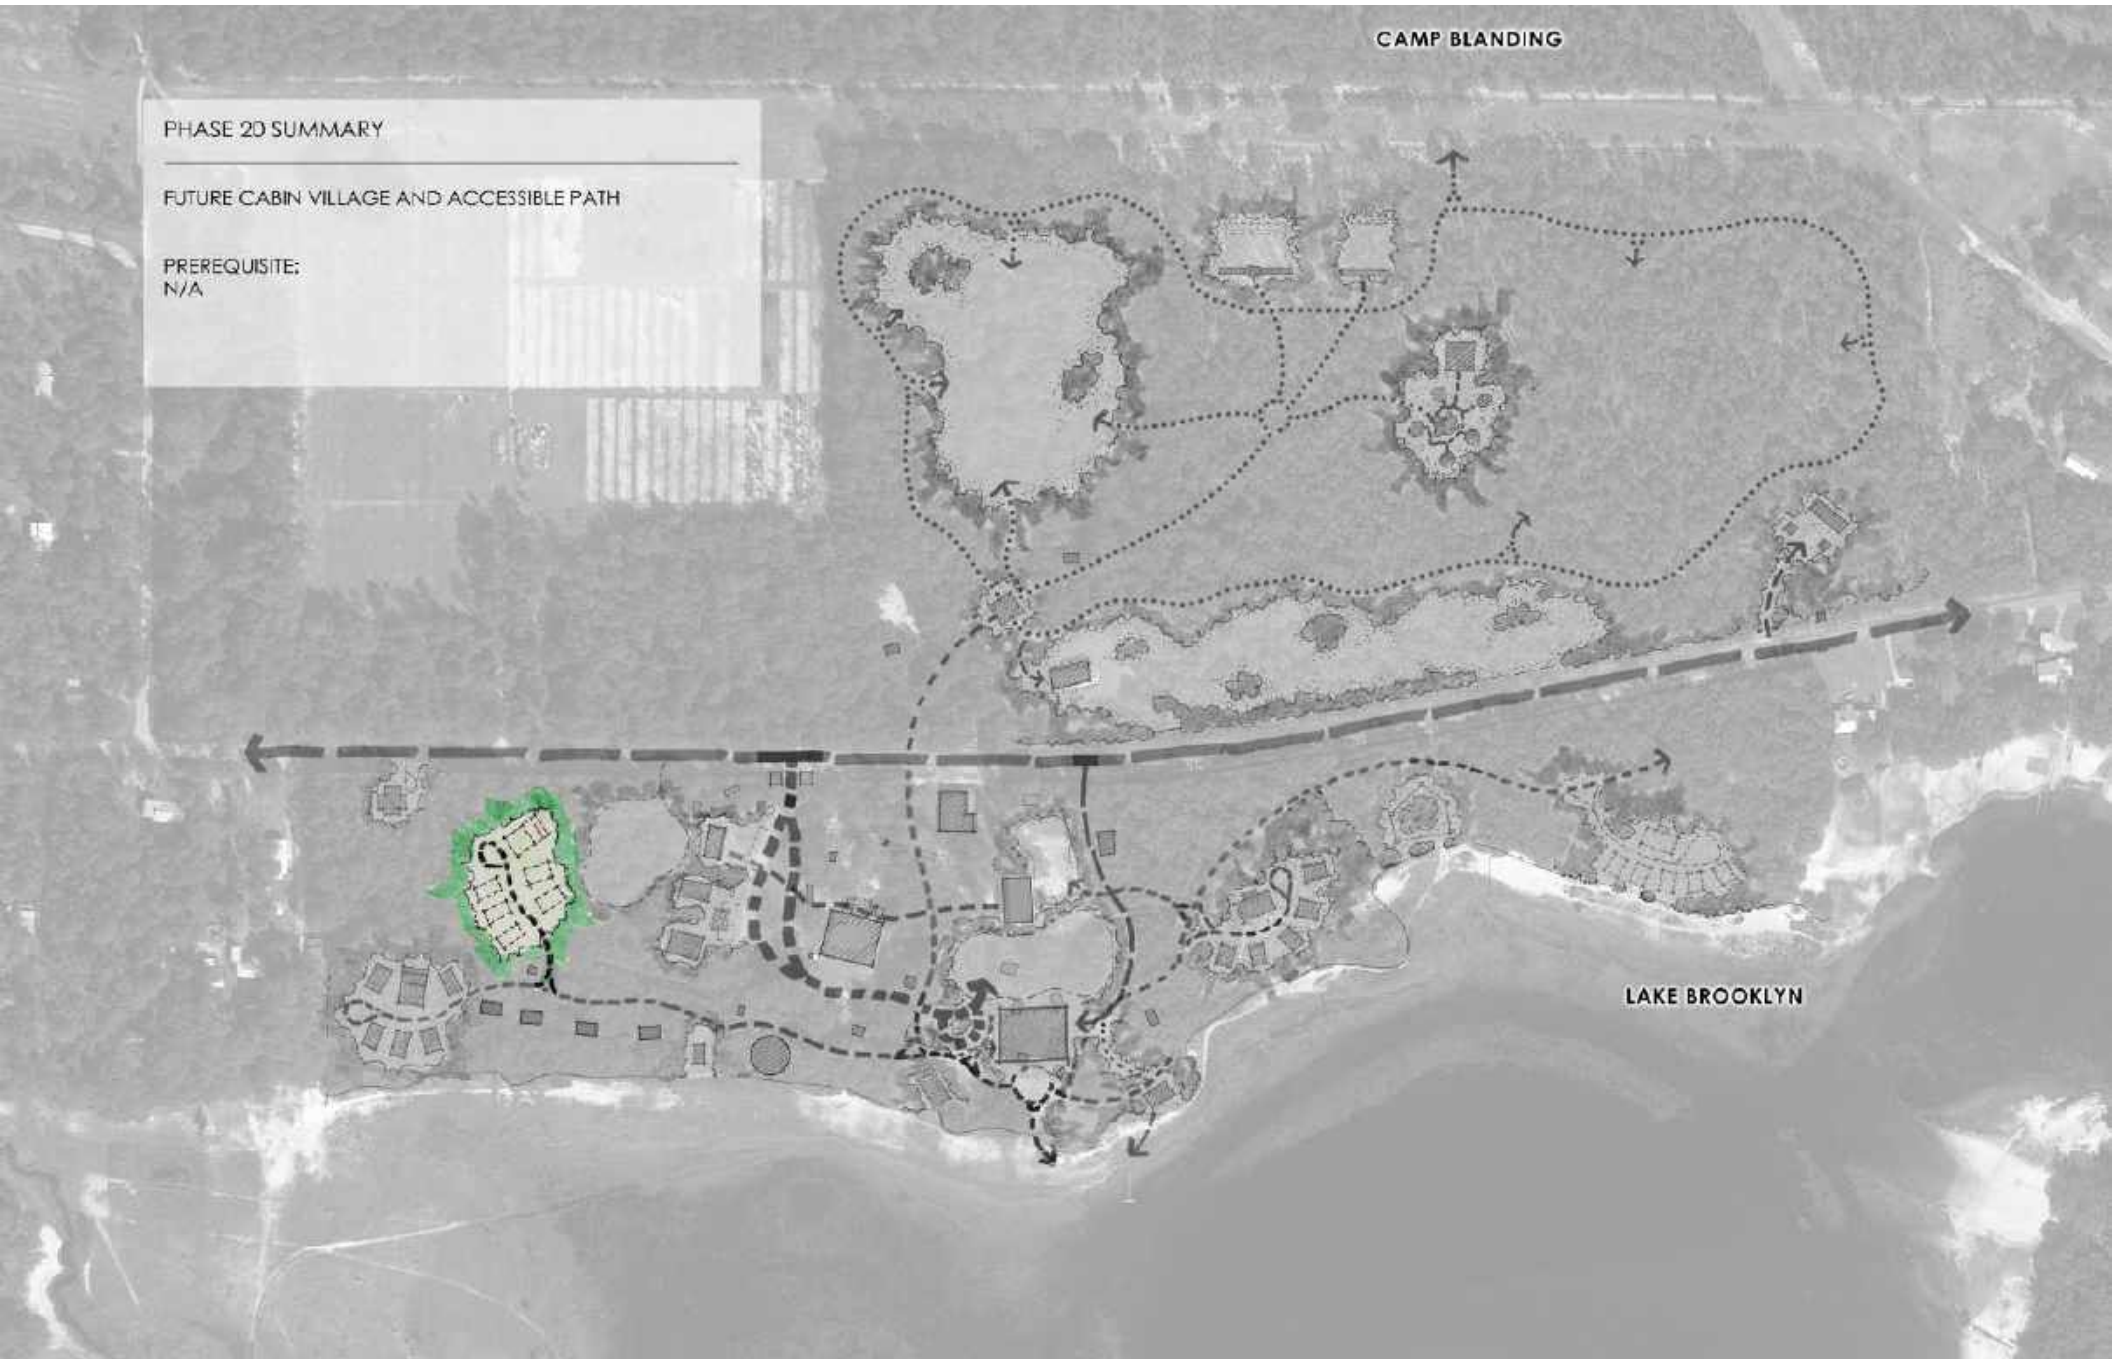 CAMP BLANDING
PHASE 20 SUMMARY
FUTURE CABIN VILLAGE AND ACCESSIBLE PATH
PREREQUISITE:
N/A
LAKE BROOKLYN